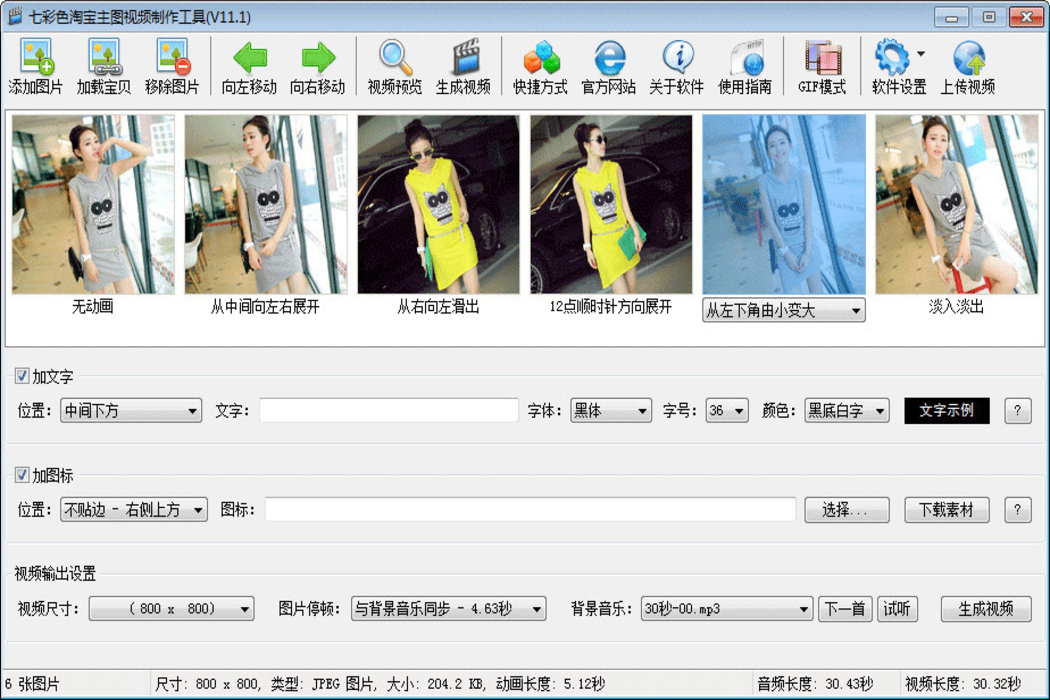 七彩色淘宝主图视频制作工具(V11.1)
添加图片 加载宝贝 移除图片 向左移动 向右移动 视频预览 生成视频 快捷方式 官方网站 关于软件 使用指南 GIF模式 软件设置 上传视频
无动画 从中间向左右展开 从右向左滑出 12点顺时针方向展开 从左下角由小变大 淡入淡出
加文字
位置： 中间下方 文字： 字体： 黑体 字号： 36 颜色： 黑底白字 文字示例 ?
加图标
位置： 不贴边 - 右侧上方 图标： 选择... 下载素材 ?
视频输出设置
视频尺寸： ( 800 x 800) 图片停顿： 与背景音乐同步 - 4.63秒 背景音乐： 30秒-00.mp3 下一首 试听 生成视频
6 张图片 尺寸: 800 x 800, 类型: JPEG 图片, 大小: 204.2 KB, 动画长度: 5.12秒 音频长度: 30.43秒 视频长度: 30.32秒